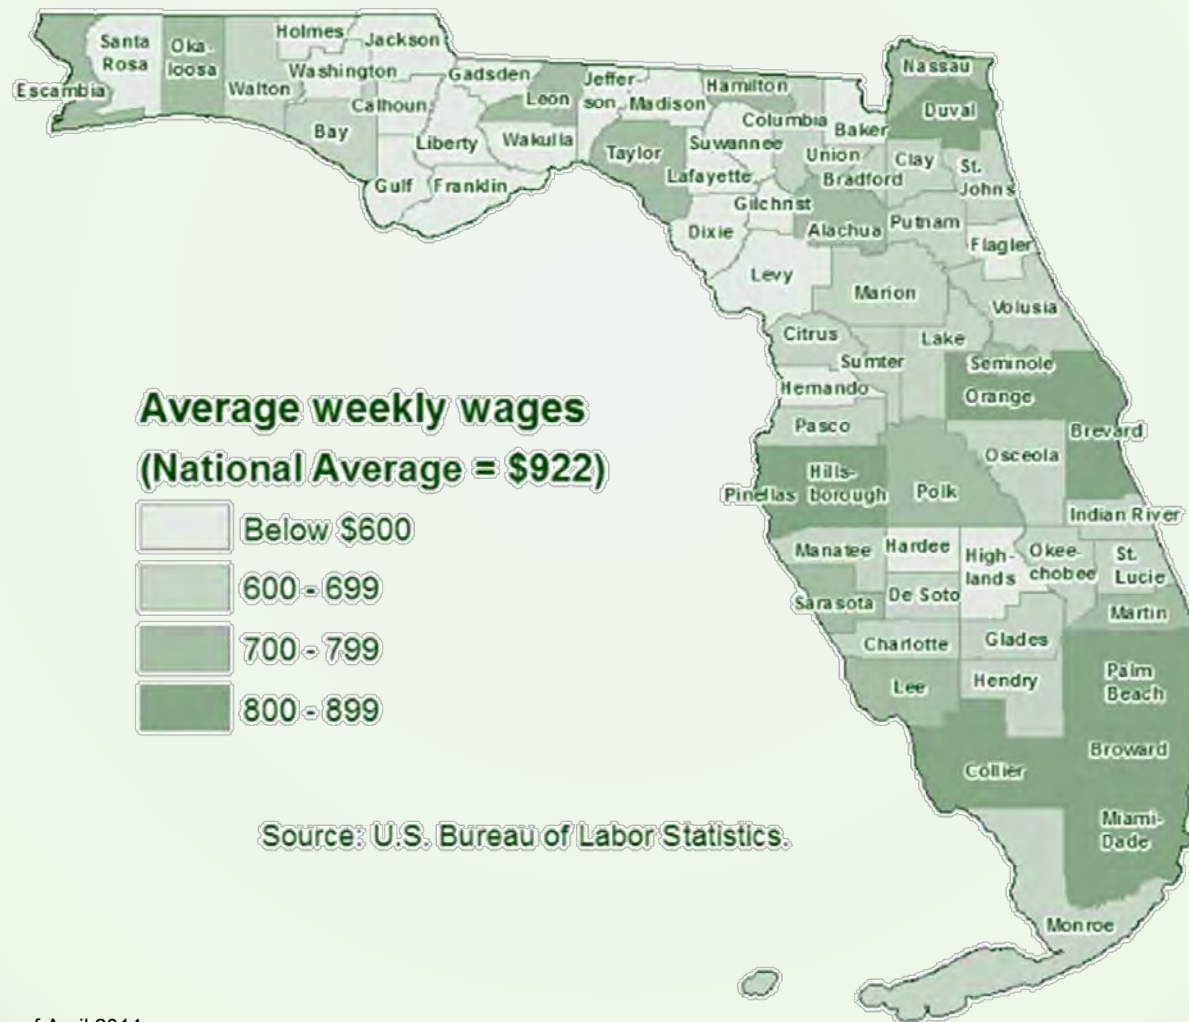 Santa
Rosa
Oka-
loosa
Holmes
Jackson
Escambia
Walton
Washington
Bay
Calhoun
Gadsden
Liberty
Gulf
Franklin
Leon
Wakulla
Jeffer-
son
Madison
Taylor
Hamilton
Suwannee
Lafayette
Columbia
Dixie
Gilchrist
Baker
Union
Bradford
Nassau
Duval
Clay
St.
Johns
Alachua
Putnam
Flagler
Levy
Marion
Volusia
Citrus
Sumter
Lake
Seminole
Orange
Hernando
Pasco
Brevard
Osceola
Pinellas
Hills-
borough
Polk
Indian River
Manatee
Hardee
High-
lands
Okee-
chobee
St.
Lucie
Sarasota
De Soto
Martin
Charlotte
Glades
Lee
Hendry
Palm
Beach
Broward
Collier
Miami-
Dade
Monroe
Average weekly wages
(National Average = $922)
Below $600
600 - 699
700 - 799
800 - 899
Source: U.S. Bureau of Labor Statistics.